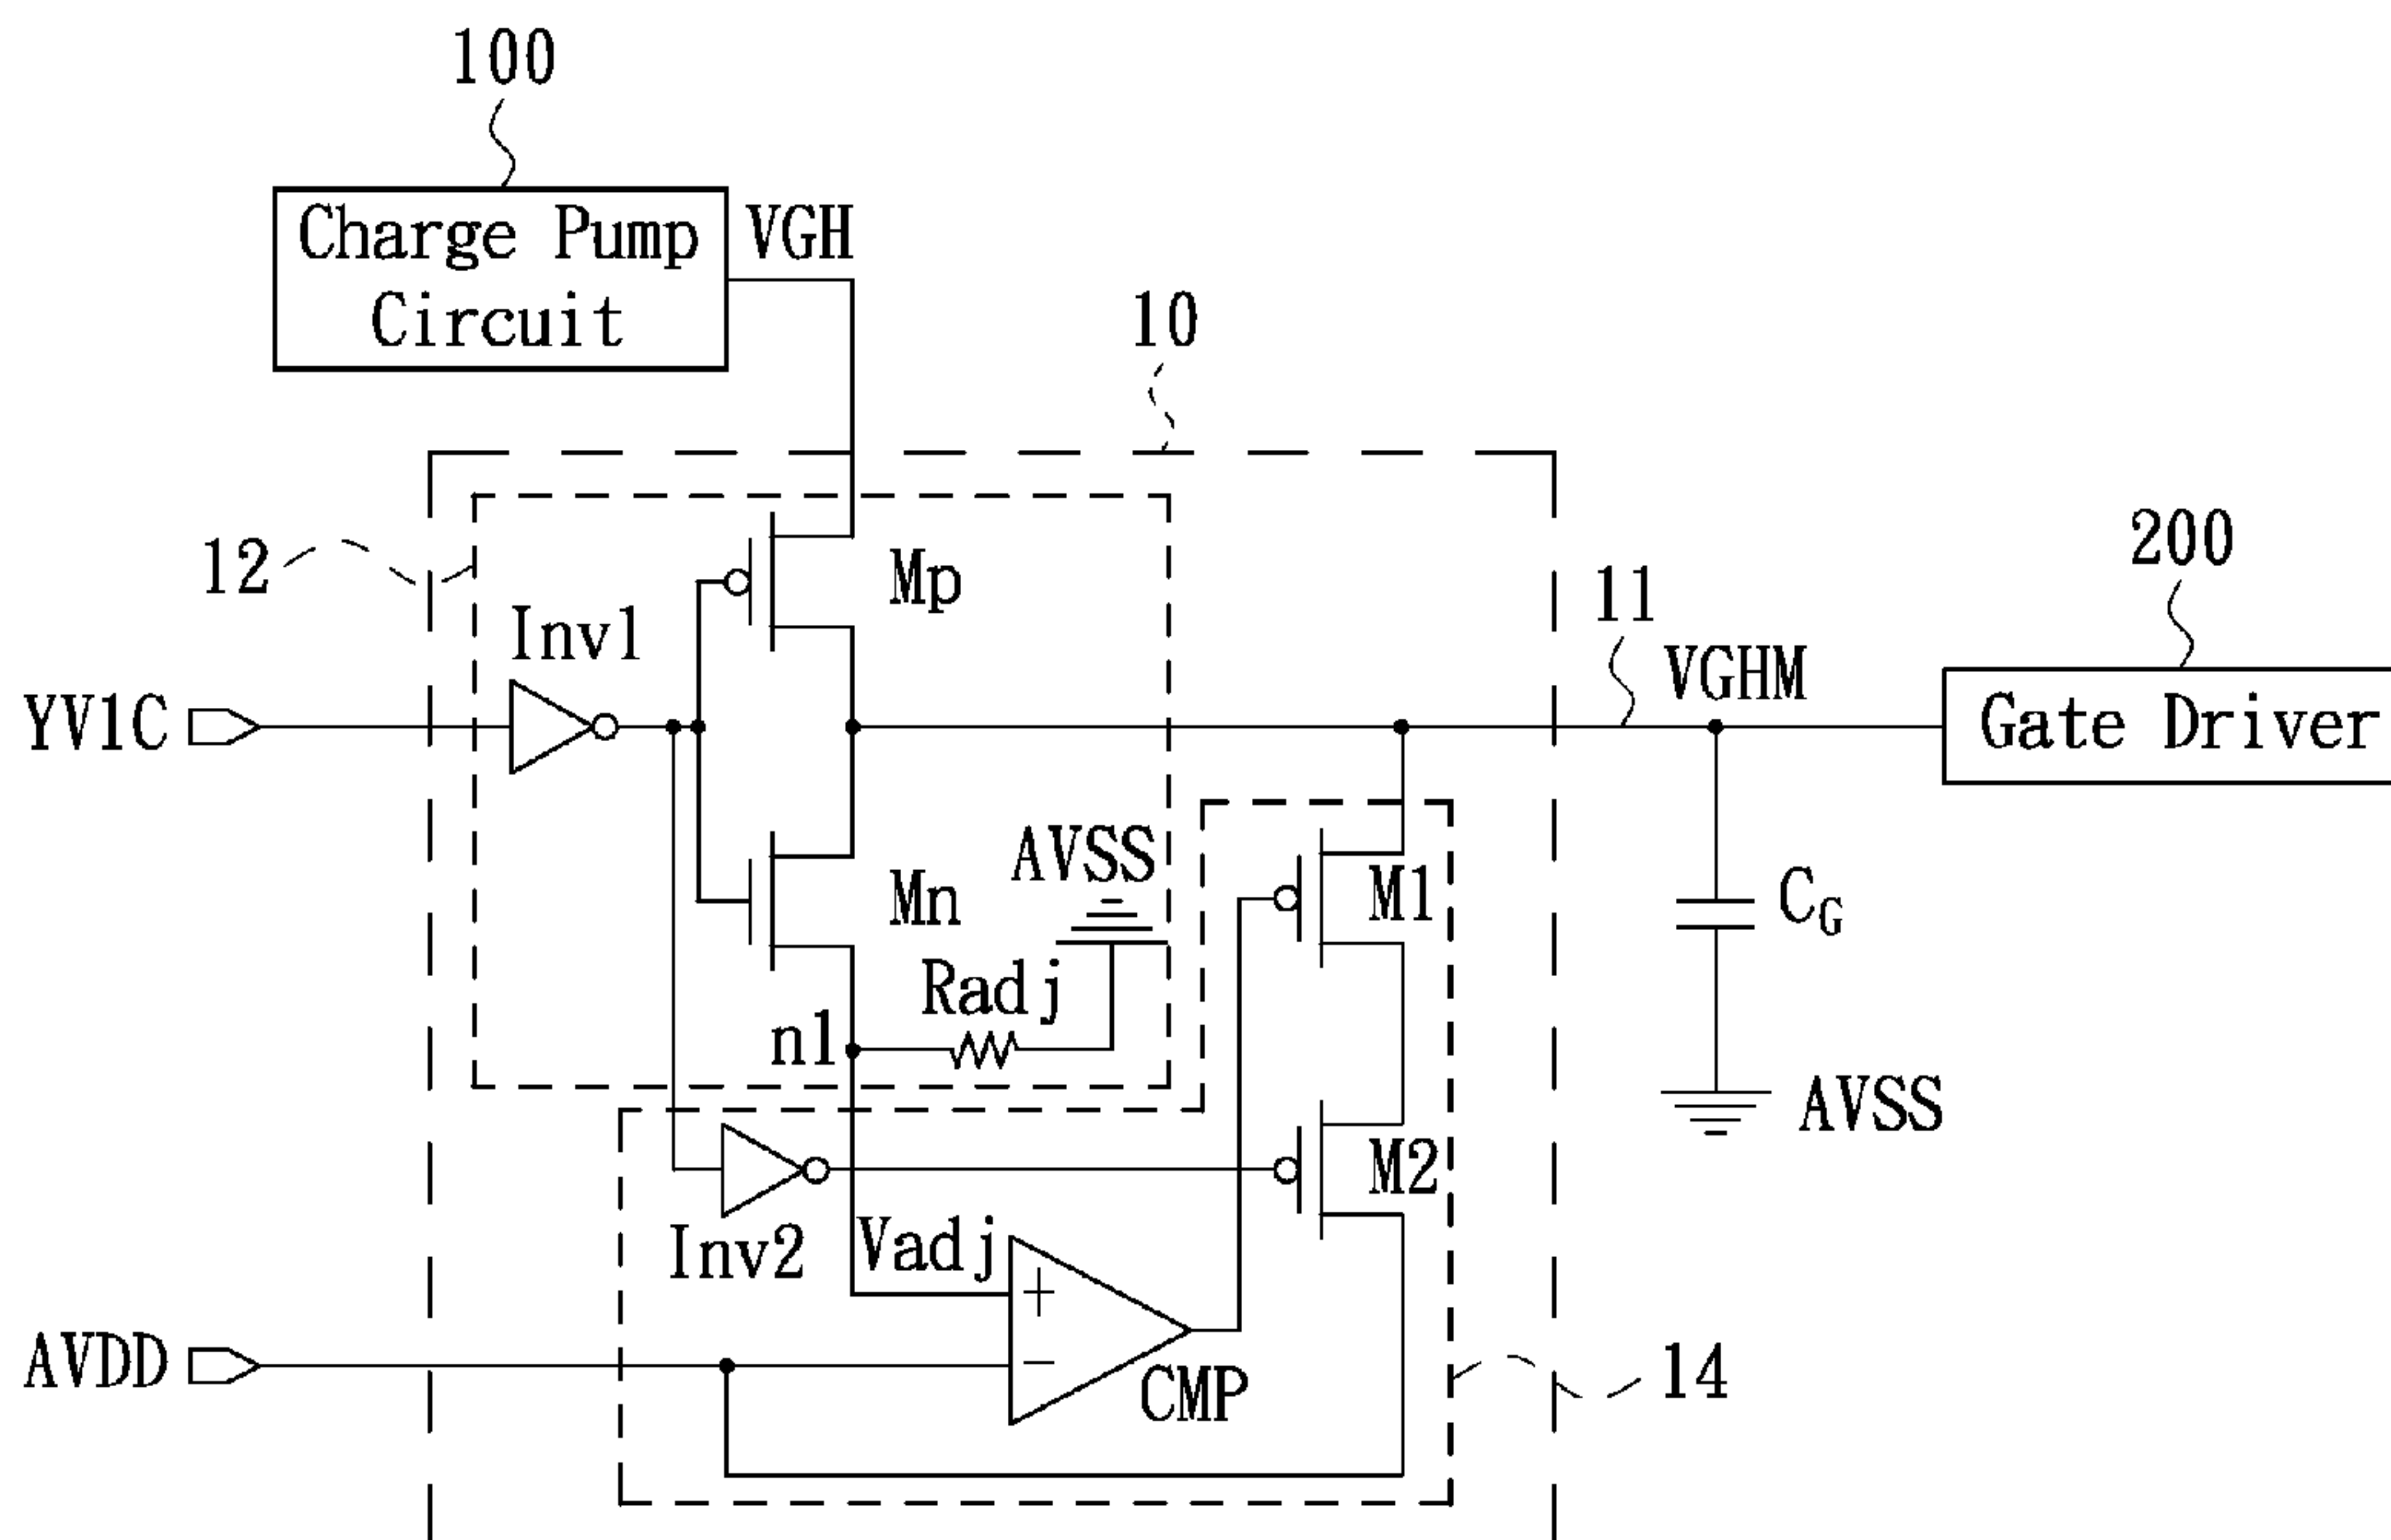 100
Charge Pump
Circuit
VGH
10
12
Mp
200
11
Inv1
VGHM
YV1C
Gate Driver
AVSS
Mn
M1
CG
Radj
n1
AVSS
M2
Inv2
Vadj
+
−
AVDD
CMP
14